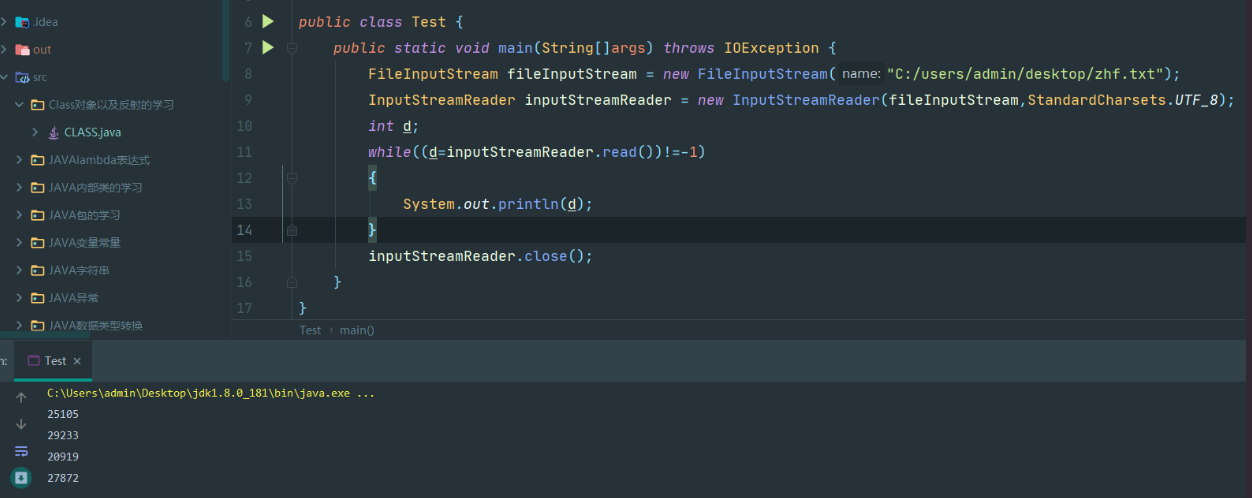 .idea
out
src
Class对象以及反射的学习
CLASS.java
JAVAlambda表达式
JAVA内部类的学习
JAVA包的学习
JAVA变量常量
JAVA字符串
JAVA异常
JAVA数据类型转换
6 public class Test {
7 public static void main(String[]args) throws IOException {
8 FileInputStream fileInputStream = new FileInputStream( name: "C:/users/admin/desktop/zhf.txt");
9 InputStreamReader inputStreamReader = new InputStreamReader(fileInputStream,StandardCharsets.UTF_8);
10 int d;
11 while((d=inputStreamReader.read())!=-1)
12 {
13 System.out.println(d);
14 }
15 inputStreamReader.close();
16 }
17 }
Test › main()
Test ×
C:\Users\admin\Desktop\jdk1.8.0_181\bin\java.exe ...
25105
29233
20919
27872